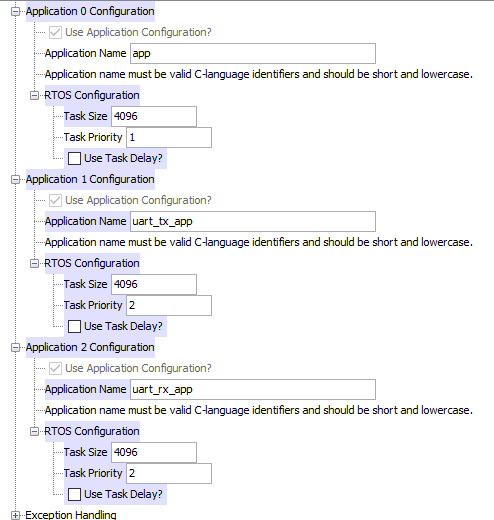 Application 0 Configuration
Use Application Configuration?
Application Name app
Application name must be valid C-language identifiers and should be short and lowercase.
RTOS Configuration
Task Size 4096
Task Priority 1
Use Task Delay?
Application 1 Configuration
Use Application Configuration?
Application Name uart_tx_app
Application name must be valid C-language identifiers and should be short and lowercase.
RTOS Configuration
Task Size 4096
Task Priority 2
Use Task Delay?
Application 2 Configuration
Use Application Configuration?
Application Name uart_rx_app
Application name must be valid C-language identifiers and should be short and lowercase.
RTOS Configuration
Task Size 4096
Task Priority 2
Use Task Delay?
Exception Handling